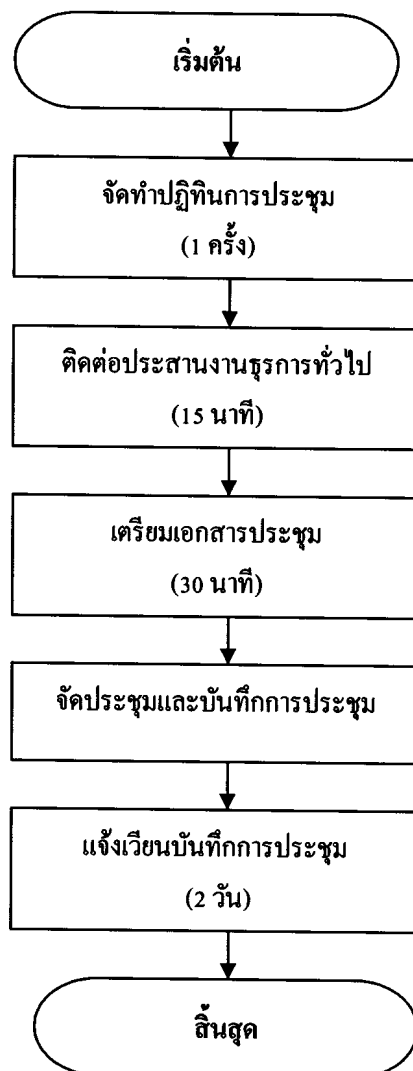 เริ่มต้น
จัดทำปฏิทินการประชุม
(1 ครั้ง)
ติดต่อประสานงานธุรการทั่วไป
(15 นาที)
เตรียมเอกสารประชุม
(30 นาที)
จัดประชุมและบันทึกการประชุม
แจ้งเวียนบันทึกการประชุม
(2 วัน)
สิ้นสุด